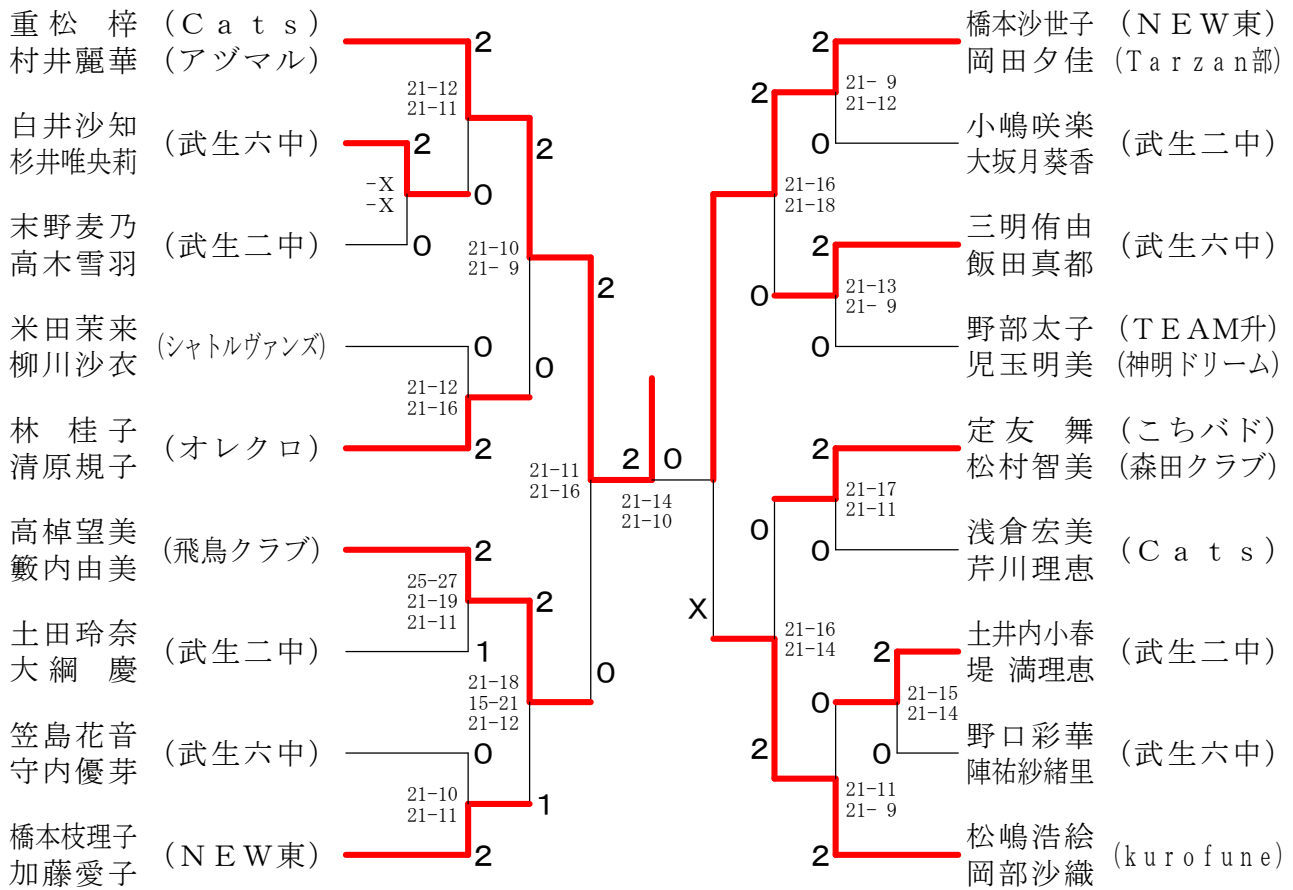 重松 梓 (Cats)
村井麗華 (アヅマル)
白井沙知
杉井唯央莉
(武生六中)
末野麦乃
高木雪羽
(武生二中)
米田茉来
柳川沙衣
(シャトルヴァンズ)
林 桂子
清原規子
(オレクロ)
高棹望美
籔内由美
(飛鳥クラブ)
土田玲奈
大綱 慶
(武生二中)
笠島花音
守内優芽
(武生六中)
橋本枝理子
加藤愛子
(NEW東)
2
21-12
21-11
2
-X
-X
0
0
2
21-10
21- 9
0
0
21-12
21-16
2
2
21-11
21-16
0
2
25-27
21-19
21-11
1
2
21-18
15-21
21-12
1
0
21-10
21-11
2
2 0
21-14
21-10
X
2
21- 9
21-12
0
2
21-16
21-18
0
2
21-13
21- 9
0
2
21-17
21-11
0
0
21-16
21-14
2
2
21-15
21-14
0
0
21-11
21- 9
2
橋本沙世子 (NEW東)
岡田夕佳 (Tarzan部)
小嶋咲楽
大坂月葵香
(武生二中)
三明侑由
飯田真都
(武生六中)
野部太子 (TEAM升)
児玉明美 (神明ドリーム)
定友 舞 (こちバド)
松村智美 (森田クラブ)
浅倉宏美
芹川理恵
(Cats)
土井内小春
堤 満理恵
(武生二中)
野口彩華
陣祐紗緒里
(武生六中)
松嶋浩絵
岡部沙織
(kurofune)